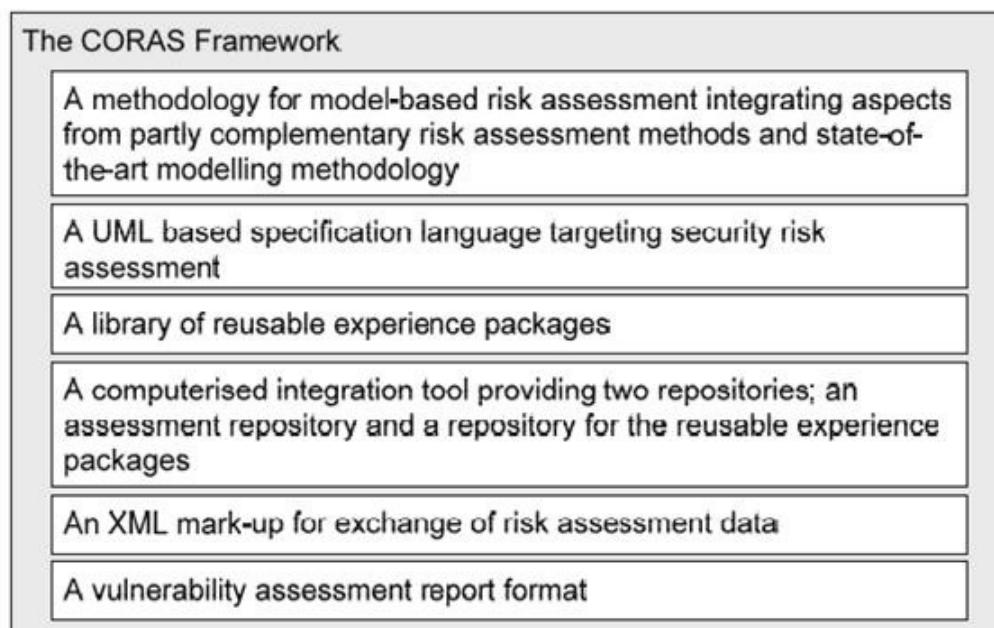 The CORAS Framework
A methodology for model-based risk assessment integrating aspects
from partly complementary risk assessment methods and state-of-
the-art modelling methodology
A UML based specification language targeting security risk
assessment
A library of reusable experience packages
A computerised integration tool providing two repositories; an
assessment repository and a repository for the reusable experience
packages
An XML mark-up for exchange of risk assessment data
A vulnerability assessment report format